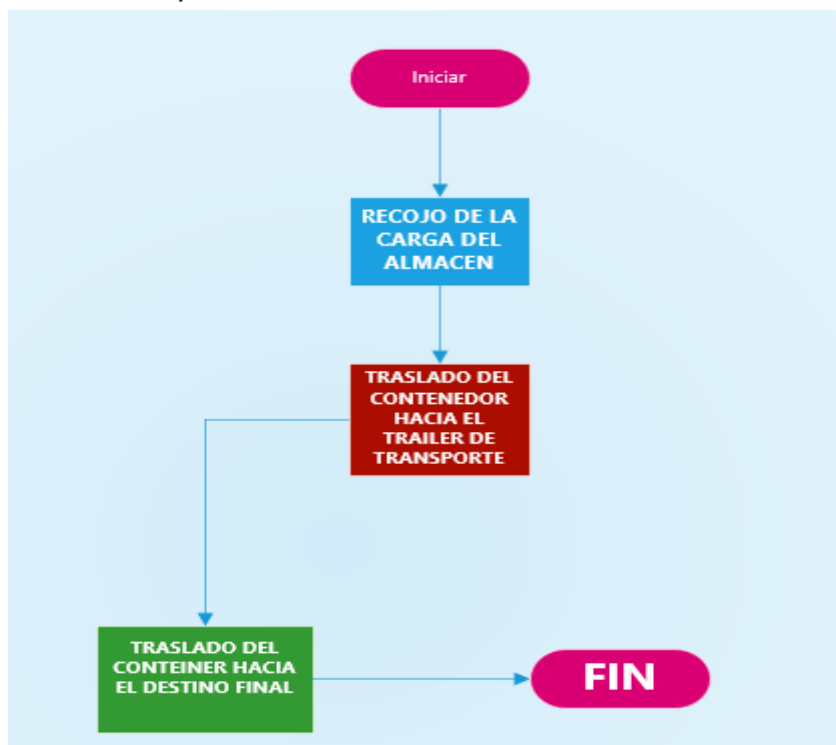 Iniciar
RECOJO DE LA
CARGA DEL
ALMACEN
TRASLADO DEL
CONTENEDOR
HACIA EL
TRAILER DE
TRANSPORTE
TRASLADO DEL
CONTEINER HACIA
EL DESTINO FINAL
FIN